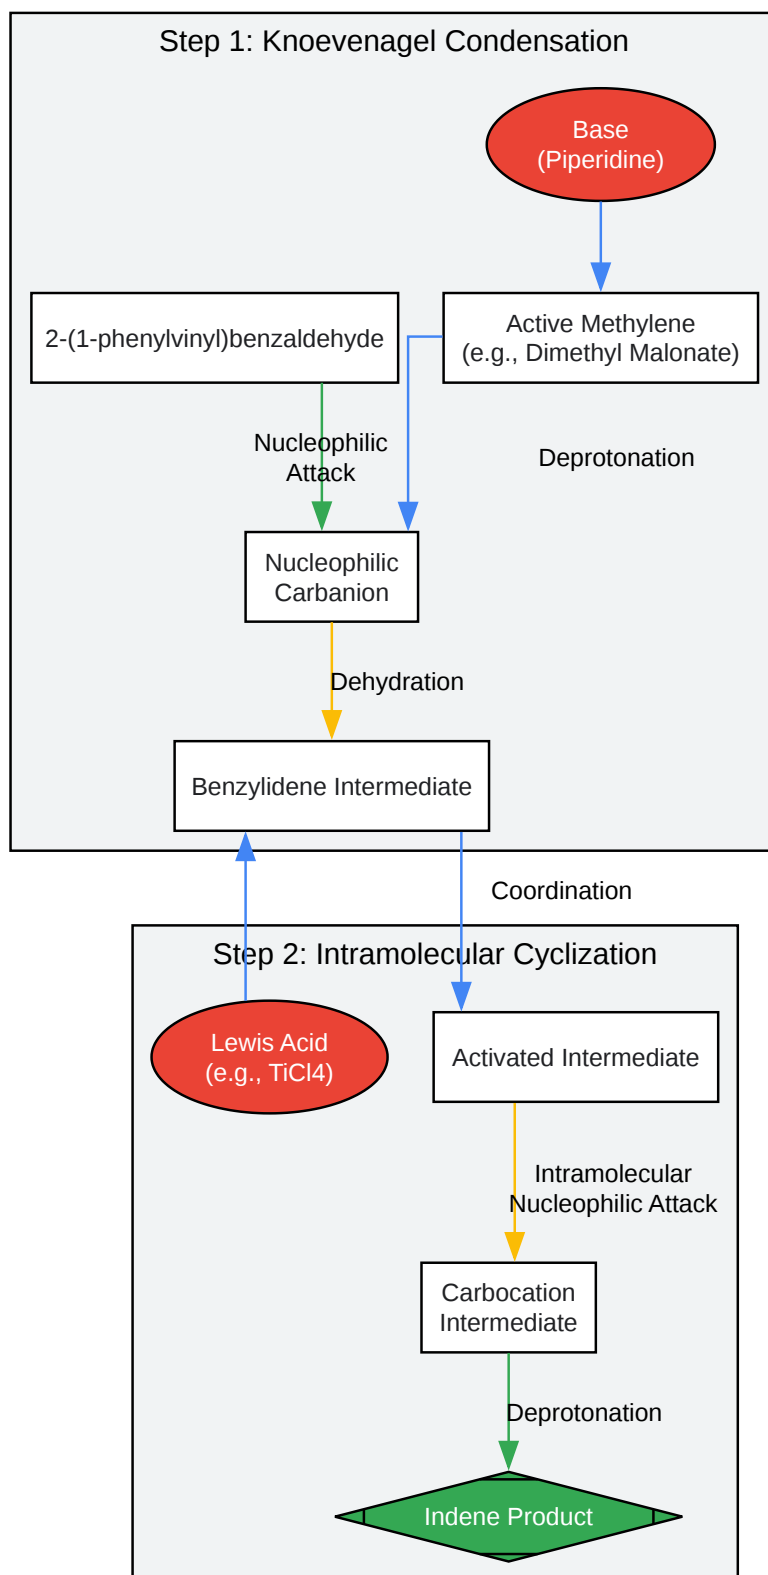 Step 1: Knoevenagel Condensation
Base
(Piperidine)
2-(1-phenylvinyl)benzaldehyde
Active Methylene
(e.g., Dimethyl Malonate)
Nucleophilic
Attack
Deprotonation
Nucleophilic
Carbanion
Dehydration
Benzylidene Intermediate
Coordination
Step 2: Intramolecular Cyclization
Lewis Acid
(e.g., TiCl4)
Activated Intermediate
Intramolecular
Nucleophilic Attack
Carbocation
Intermediate
Deprotonation
Indene Product